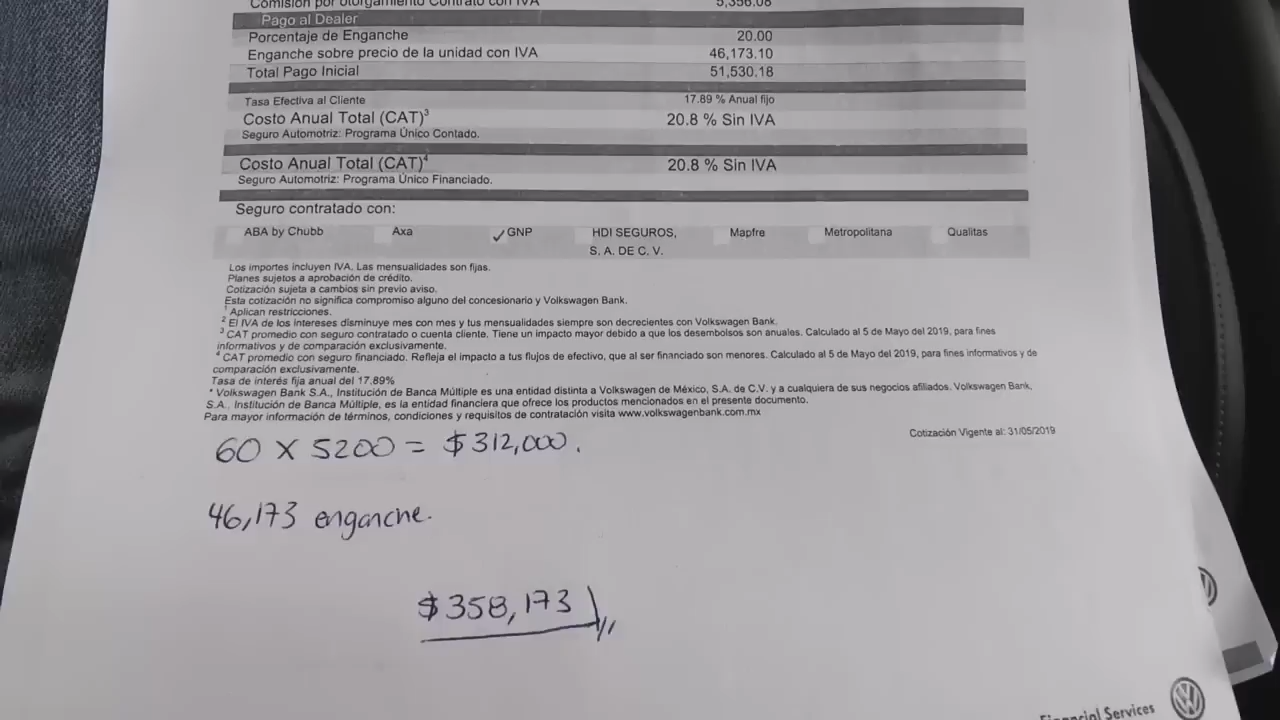 Comisión por otorgamiento Contrato con IVA 5,356.08
Pago al Dealer
Porcentaje de Enganche 20.00
Enganche sobre precio de la unidad con IVA 46,173.10
Total Pago Inicial 51,530.18
Tasa Efectiva al Cliente 17.89 % Anual fijo
Costo Anual Total (CAT)³ 20.8 % Sin IVA
Seguro Automotriz: Programa Único Contado.
Costo Anual Total (CAT)⁴ 20.8 % Sin IVA
Seguro Automotriz: Programa Único Financiado.
Seguro contratado con:
ABA by Chubb Axa ✓ GNP HDI SEGUROS, S. A. DE C. V. Mapfre Metropolitana Qualitas
Los importes incluyen IVA. Las mensualidades son fijas.
Planes sujetos a aprobación de crédito.
Cotización sujeta a cambios sin previo aviso.
Esta cotización no significa compromiso alguno del concesionario y Volkswagen Bank.
¹ Aplican restricciones.
² El IVA de los intereses disminuye mes con mes y tus mensualidades siempre son decrecientes con Volkswagen Bank.
³ CAT promedio con seguro contratado o cuenta cliente. Tiene un impacto mayor debido a que los desembolsos son anuales. Calculado al 5 de Mayo del 2019, para fines
informativos y de comparación exclusivamente.
⁴ CAT promedio con seguro financiado. Refleja el impacto a tus flujos de efectivo, que al ser financiado son menores. Calculado al 5 de Mayo del 2019, para fines informativos y de
comparación exclusivamente.
Tasa de interés fija anual del 17.89%
* Volkswagen Bank S.A., Institución de Banca Múltiple es una entidad distinta a Volkswagen de México, S.A. de C.V. y a cualquiera de sus negocios afiliados. Volkswagen Bank,
S.A., Institución de Banca Múltiple, es la entidad financiera que ofrece los productos mencionados en el presente documento.
Para mayor información de términos, condiciones y requisitos de contratación visita www.volkswagenbank.com.mx
Cotización Vigente al: 31/05/2019
60 X 5200 = $312,000.
46,173 enganche.
$358,173
Financial Services